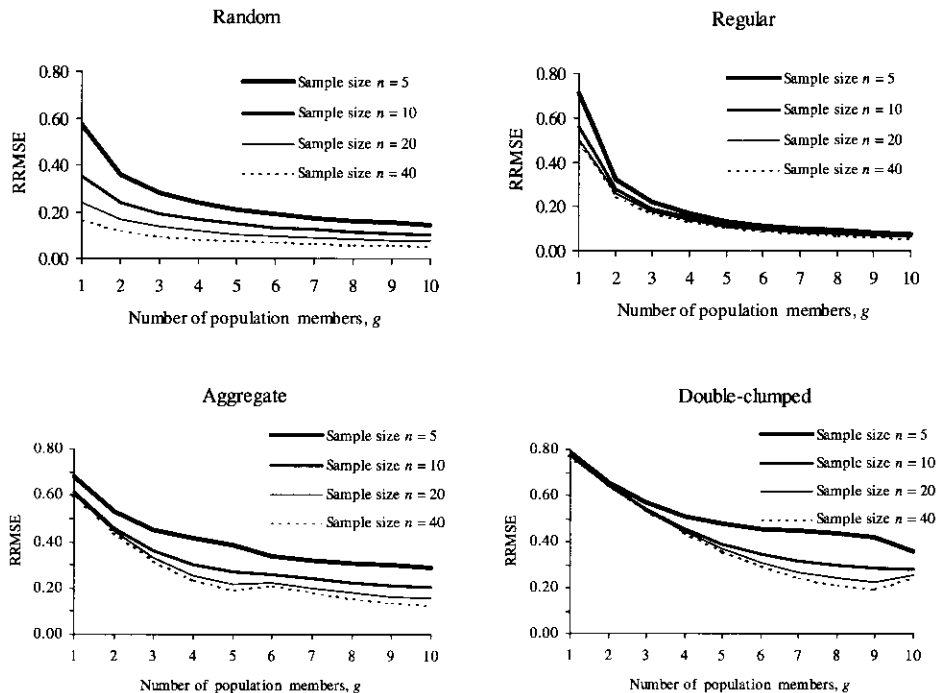 Random
0.80
0.60
0.40
0.20
0.00
RRMSE
Sample size n = 5
Sample size n = 10
Sample size n = 20
Sample size n = 40
1 2 3 4 5 6 7 8 9 10
Number of population members, g
Regular
0.80
0.60
0.40
0.20
0.00
RRMSE
Sample size n = 5
Sample size n = 10
Sample size n = 20
Sample size n = 40
1 2 3 4 5 6 7 8 9 10
Number of population members, g
Aggregate
0.80
0.60
0.40
0.20
0.00
RRMSE
Sample size n = 5
Sample size n = 10
Sample size n = 20
Sample size n = 40
1 2 3 4 5 6 7 8 9 10
Number of population members, g
Double-clumped
0.80
0.60
0.40
0.20
0.00
RRMSE
Sample size n = 5
Sample size n = 10
Sample size n = 20
Sample size n = 40
1 2 3 4 5 6 7 8 9 10
Number of population members, g